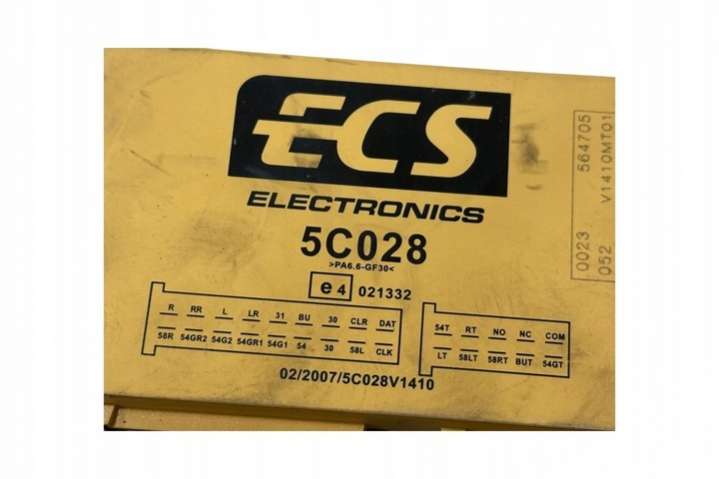 ECS
ELECTRONICS
5C028
>PA6.6-GF30<
e4 021332
R RR L LR 31 BU 30 CLR DAT
58R 54GR2 54G2 54GR1 54G1 54 30 58L CLK
54T RT NO NC COM
LT 58LT 58RT BUT 54GT
02/2007/5C028V1410
0023 564705
052 V1410MT01